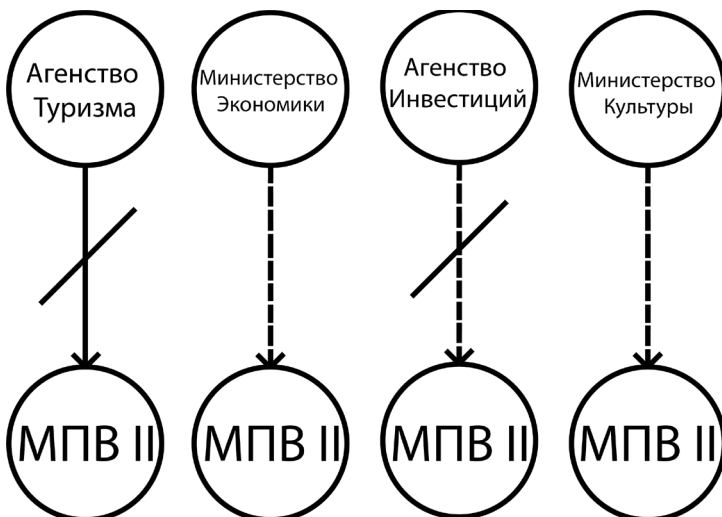 Агенство
Туризма
Министерство
Экономики
Агенство
Инвестиций
Министерство
Культуры
МПВ II
МПВ II
МПВ II
МПВ II